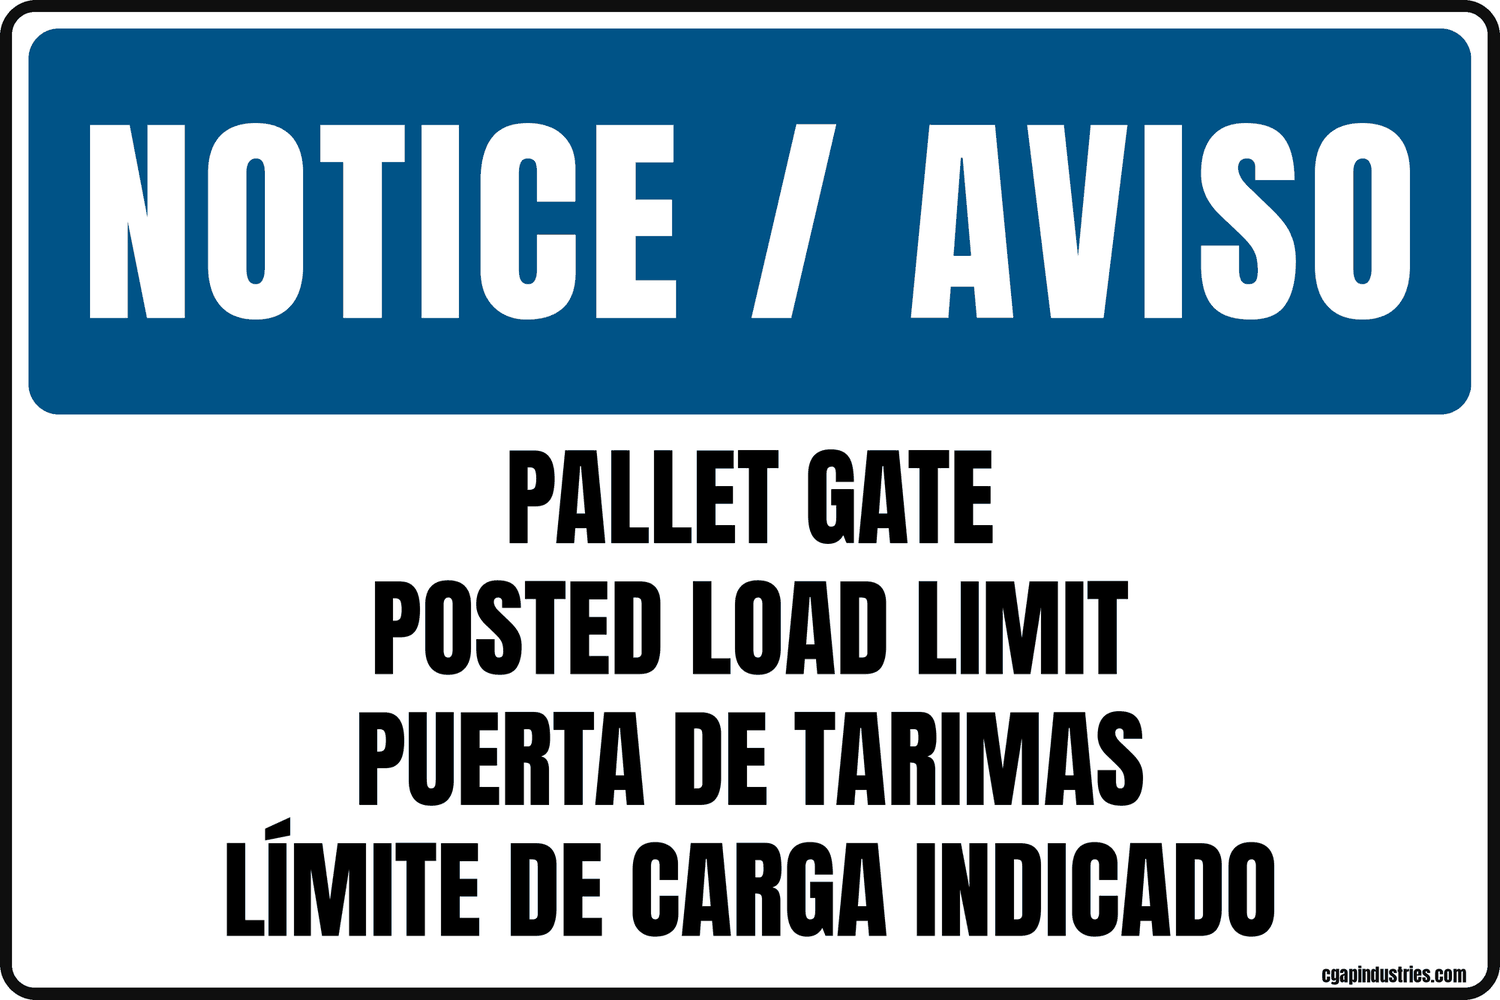 NOTICE / AVISO
PALLET GATE
POSTED LOAD LIMIT
PUERTA DE TARIMAS
LÍMITE DE CARGA INDICADO
cgapindustries.com